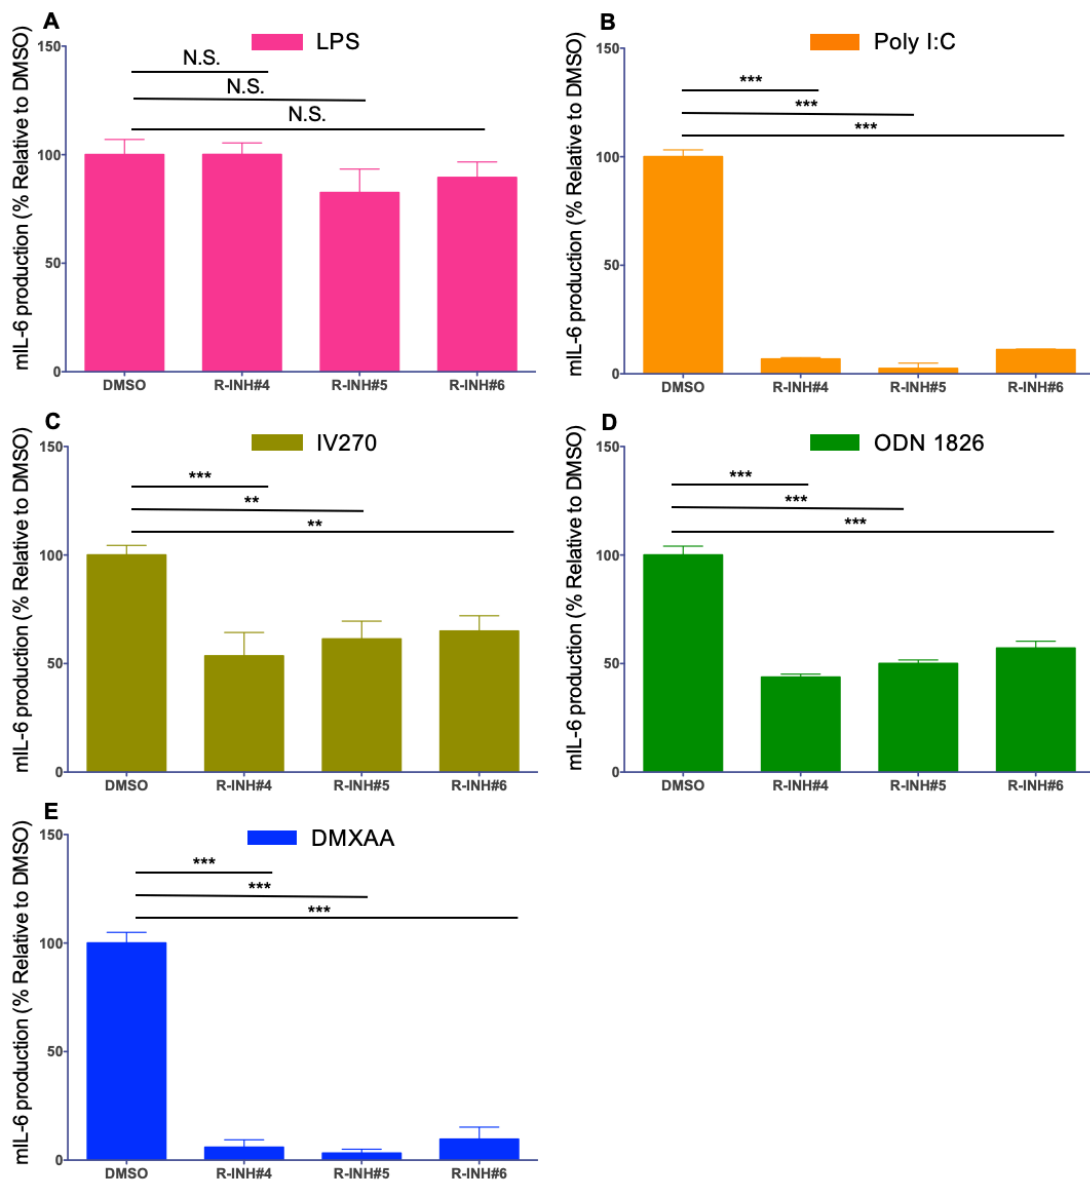 A
LPS
mIL-6 production (% Relative to DMSO)
150
100
50
0
N.S.
N.S.
N.S.
DMSO R-INH#4 R-INH#5 R-INH#6
B
Poly I:C
mIL-6 production (% Relative to DMSO)
150
100
50
0
***
***
***
DMSO R-INH#4 R-INH#5 R-INH#6
C
IV270
mIL-6 production (% Relative to DMSO)
150
100
50
0
***
**
**
DMSO R-INH#4 R-INH#5 R-INH#6
D
ODN 1826
mIL-6 production (% Relative to DMSO)
150
100
50
0
***
***
***
DMSO R-INH#4 R-INH#5 R-INH#6
E
DMXAA
mIL-6 production (% Relative to DMSO)
150
100
50
0
***
***
***
DMSO R-INH#4 R-INH#5 R-INH#6